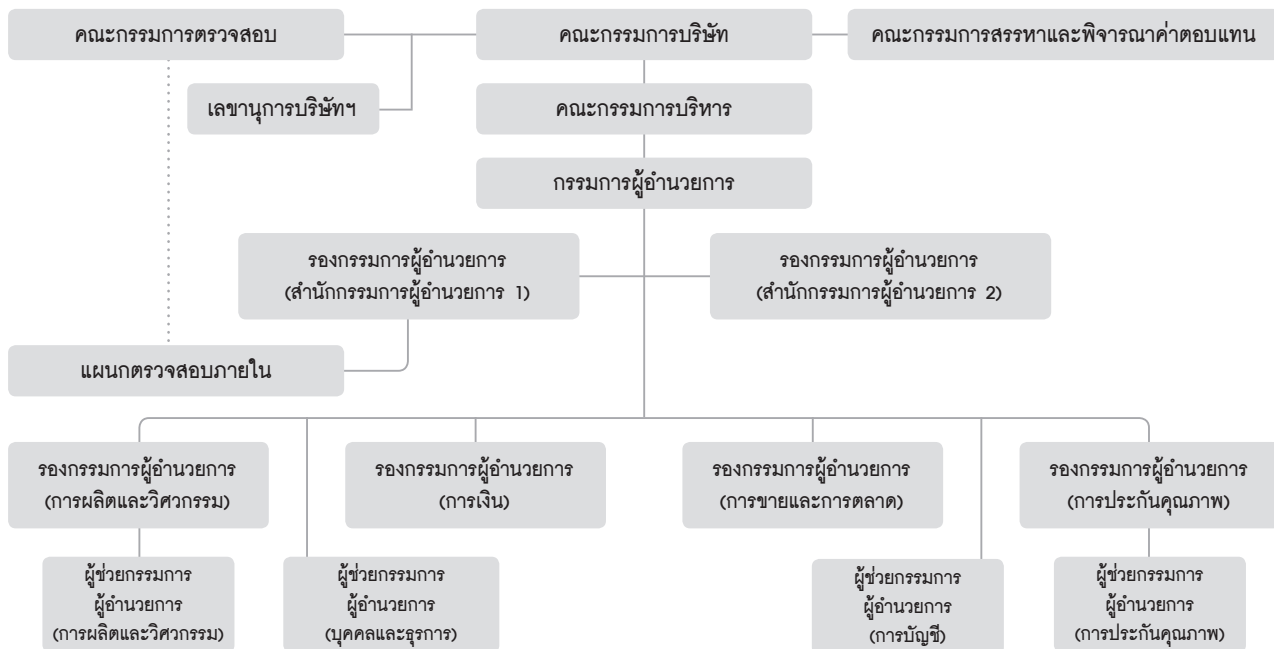 คณะกรรมการตรวจสอบ
คณะกรรมการบริษัท
คณะกรรมการสรรหาและพิจารณาค่าตอบแทน
เลขานุการบริษัทฯ
คณะกรรมการบริหาร
กรรมการผู้อำนวยการ
รองกรรมการผู้อำนวยการ
(สำนักกรรมการผู้อำนวยการ 1)
รองกรรมการผู้อำนวยการ
(สำนักกรรมการผู้อำนวยการ 2)
แผนกตรวจสอบภายใน
รองกรรมการผู้อำนวยการ
(การผลิตและวิศวกรรม)
รองกรรมการผู้อำนวยการ
(การเงิน)
รองกรรมการผู้อำนวยการ
(การขายและการตลาด)
รองกรรมการผู้อำนวยการ
(การประกันคุณภาพ)
ผู้ช่วยกรรมการ
ผู้อำนวยการ
(การผลิตและวิศวกรรม)
ผู้ช่วยกรรมการ
ผู้อำนวยการ
(บุคคลและธุรการ)
ผู้ช่วยกรรมการ
ผู้อำนวยการ
(การบัญชี)
ผู้ช่วยกรรมการ
ผู้อำนวยการ
(การประกันคุณภาพ)